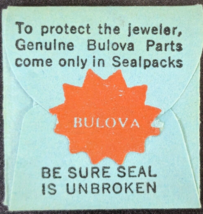 To protect the jeweler,
Genuine Bulova Parts
come only in Sealpacks
BULOVA
BE SURE SEAL
IS UNBROKEN